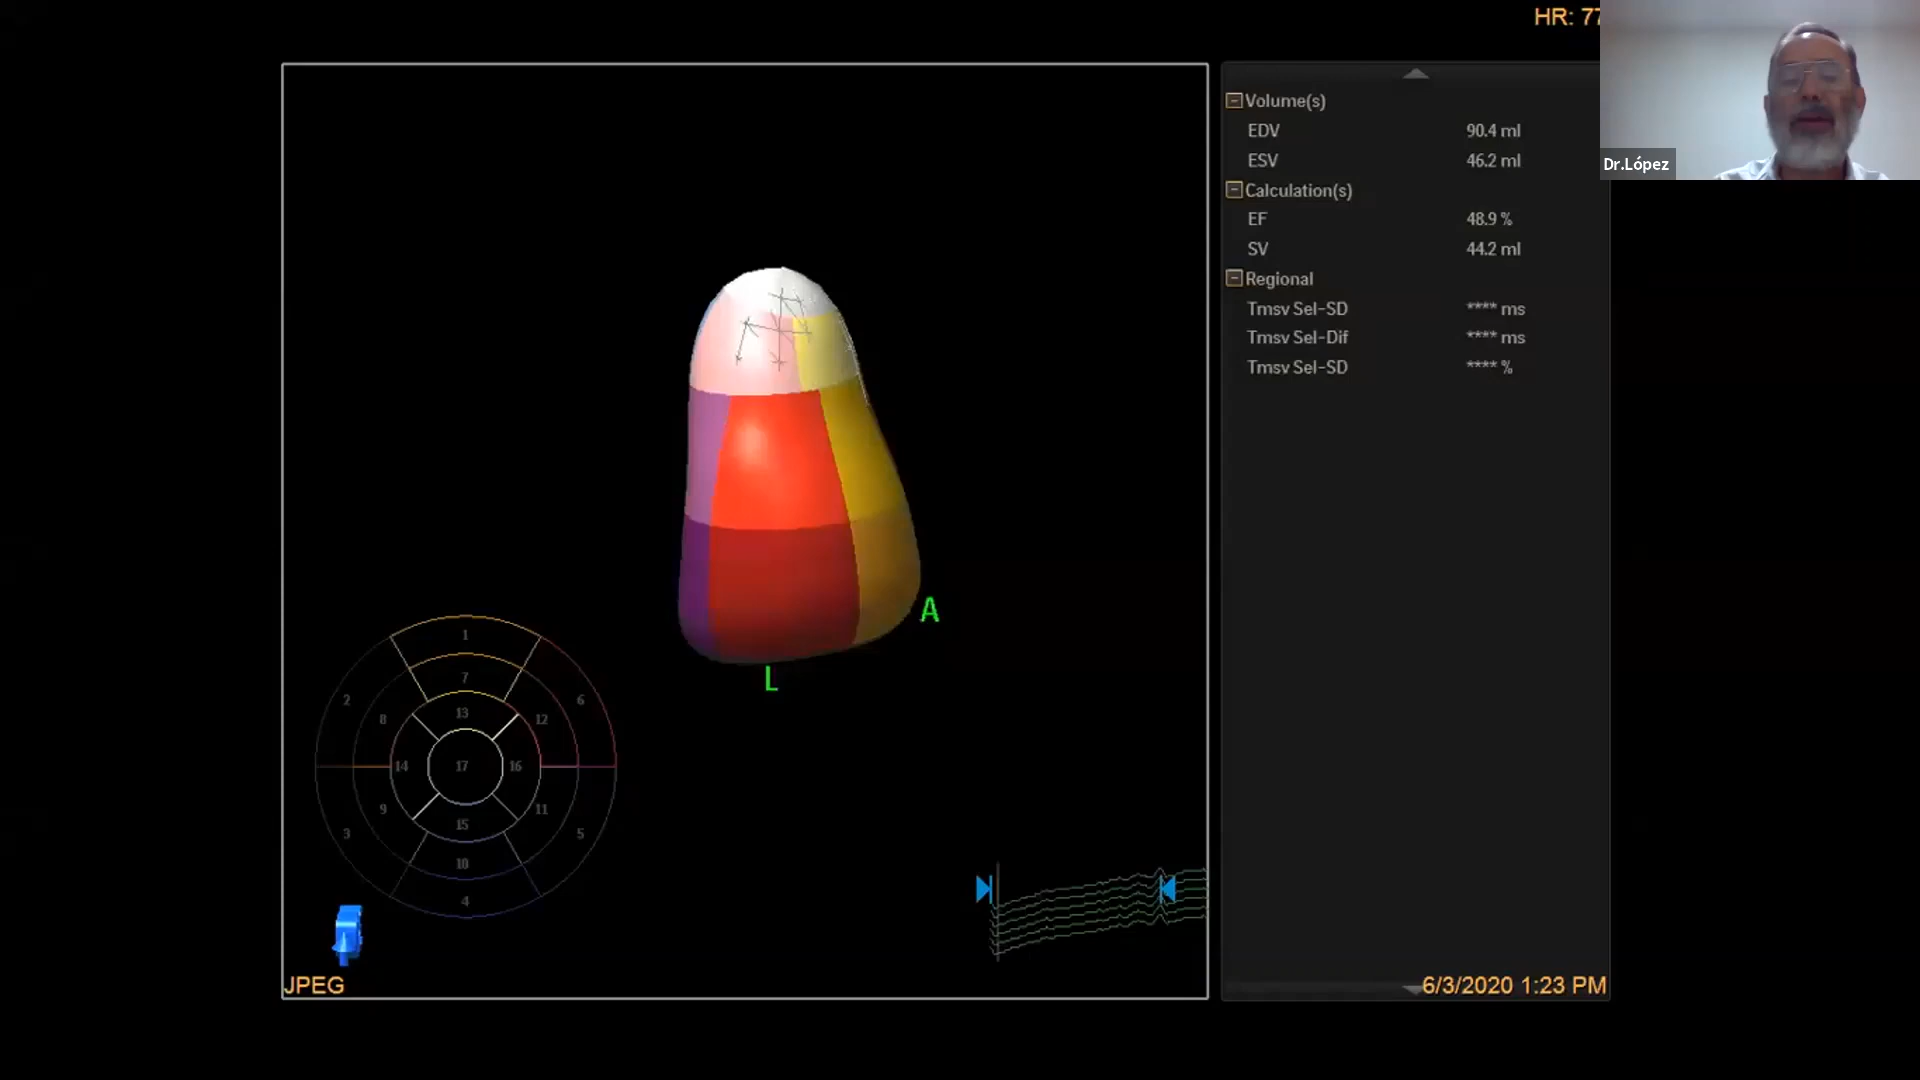 HR: 77
Dr.López
Volume(s)
EDV 90.4 ml
ESV 46.2 ml
Calculation(s)
EF 48.9 %
SV 44.2 ml
Regional
Tmsv Sel-SD **** ms
Tmsv Sel-Dif **** ms
Tmsv Sel-SD **** %
A
L
1
7
2
6
13
8
12
14
17
16
9
11
15
3
5
10
4
JPEG
6/3/2020 1:23 PM